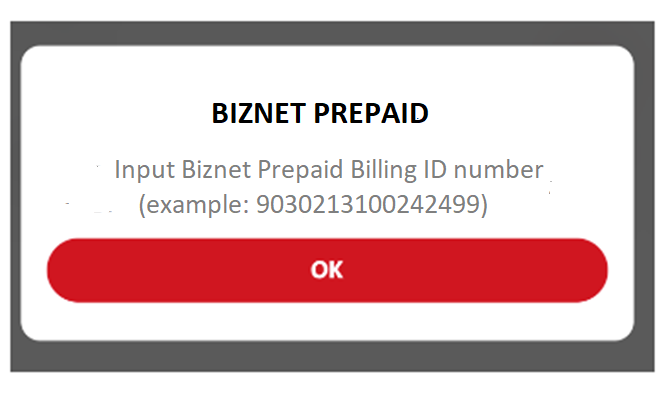 BIZNET PREPAID
Input Biznet Prepaid Billing ID number
(example: 9030213100242499)
OK